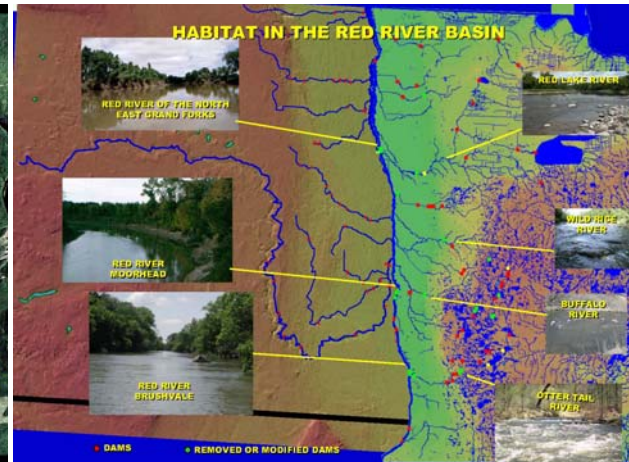 HABITAT IN THE RED RIVER BASIN
RED RIVER OF THE NORTH
EAST GRAND FORKS
RED LAKE RIVER
RED RIVER
MOORHEAD
WILD RICE
RIVER
BUFFALO
RIVER
RED RIVER
BRUSHVALE
OTTER TAIL
RIVER
DAMS
REMOVED OR MODIFIED DAMS